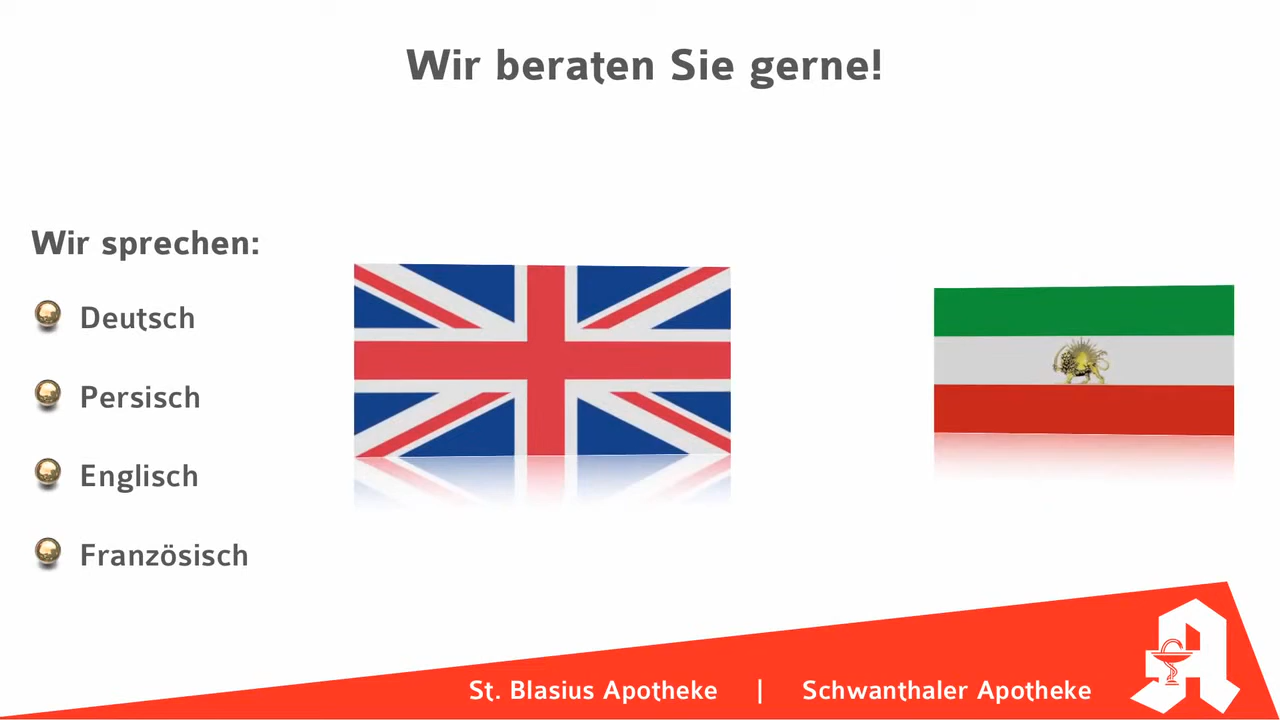 Wir beraten Sie gerne!
Wir sprechen:
Deutsch
Persisch
Englisch
Französisch
St. Blasius Apotheke | Schwanthaler Apotheke